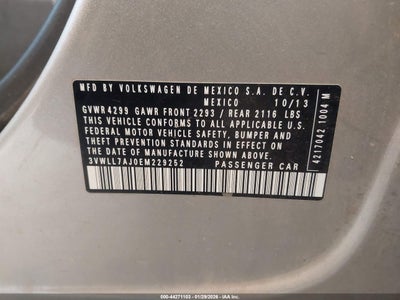 MFD BY VOLKSWAGEN DE MEXICO S.A. DE C.V.
MEXICO 10/13
GVWR 4299 GAWR FRONT 2293 / REAR 2116 LBS
THIS VEHICLE CONFORMS TO ALL APPLICABLE U.S.
FEDERAL MOTOR VEHICLE SAFETY, BUMPER AND
THEFT PREVENTION STANDARDS IN EFFECT ON THE
DATE OF MANUFACTURE SHOWN ABOVE.
3VWLL7AJ0EM229252 PASSENGER CAR
4217042 1004 M
500-44271103 - 01/29/2026 - IAA Inc.